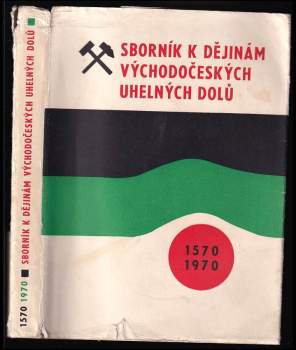 SBORNÍK K DĚJINÁM
VÝCHODOČESKÝCH
UHELNÝCH DOLŮ
1570
1970
1570 1970 ■ SBORNÍK K DĚJINÁM VÝCHODOČESKÝCH UHELNÝCH DOLŮ